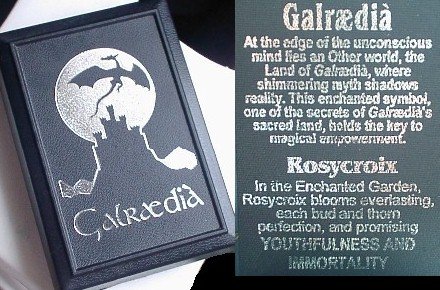 Galrædià
Galrædià
At the edge of the unconscious
mind lies an Other world, the
Land of Galrædià, where
shimmering myth shadows
reality. This enchanted symbol,
one of the secrets of Galrædià's
sacred land, holds the key to
magical empowerment.
Rosycroix
In the Enchanted Garden,
Rosycroix blooms everlasting,
each bud and thorn
perfection, and promising
YOUTHFULNESS AND
IMMORTALITY